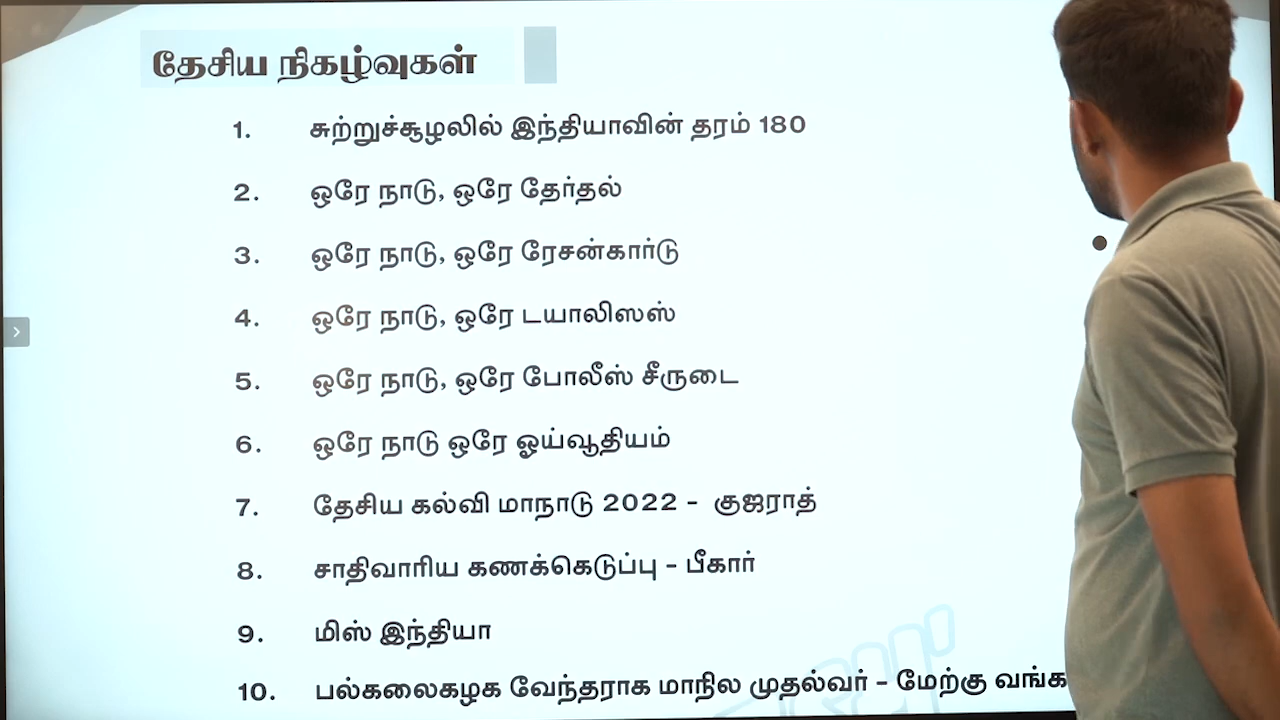 தேசிய நிகழ்வுகள்
1. சுற்றுச்சூழலில் இந்தியாவின் தரம் 180
2. ஒரே நாடு, ஒரே தேர்தல்
3. ஒரே நாடு, ஒரே ரேசன்கார்டு
4. ஒரே நாடு, ஒரே டயாலிஸஸ்
5. ஒரே நாடு, ஒரே போலீஸ் சீருடை
6. ஒரே நாடு ஒரே ஓய்வூதியம்
7. தேசிய கல்வி மாநாடு 2022 - குஜராத்
8. சாதிவாரிய கணக்கெடுப்பு - பீகார்
9. மிஸ் இந்தியா
10. பல்கலைகழக வேந்தராக மாநில முதல்வர் - மேற்கு வங்க